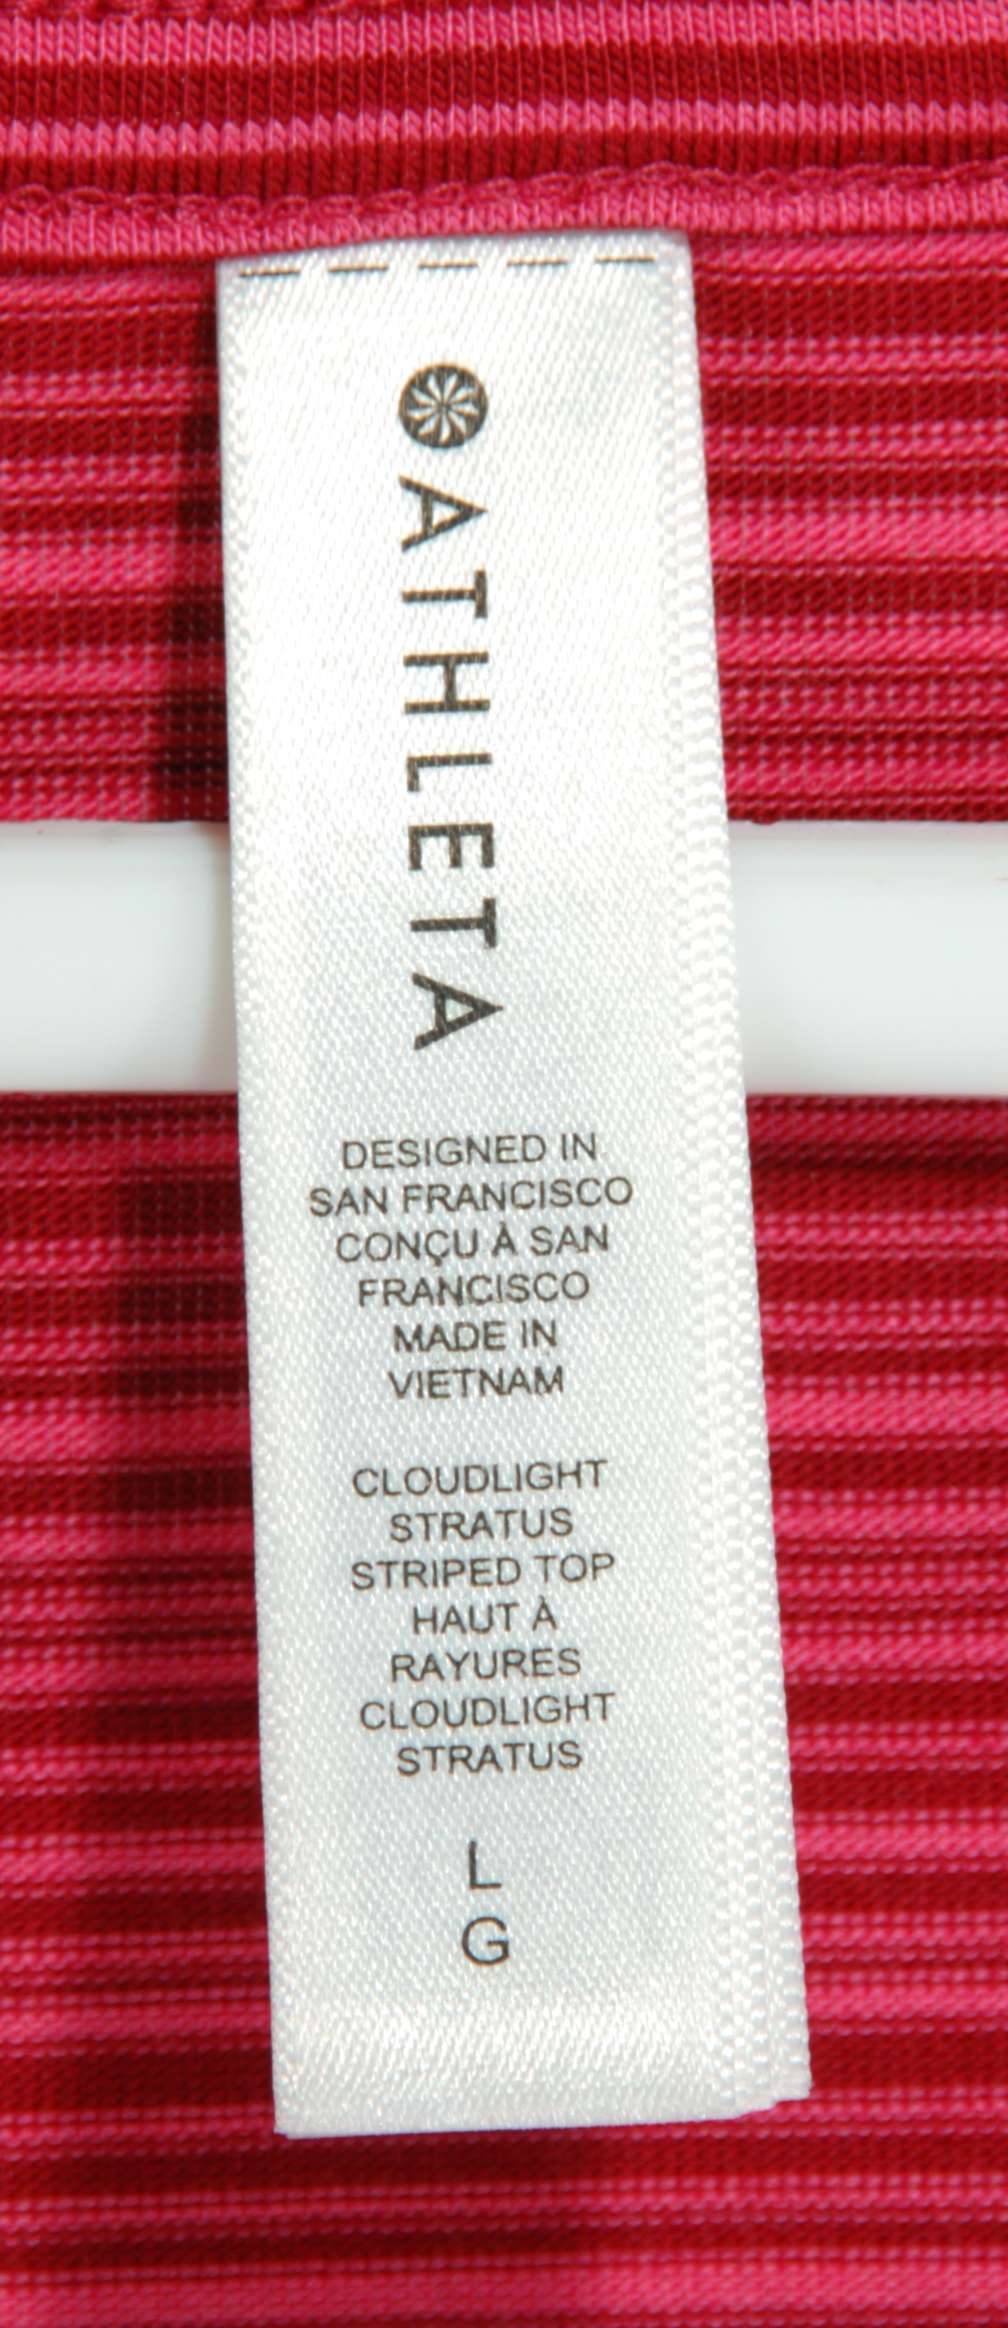 ATHLETA
DESIGNED IN
SAN FRANCISCO
CONÇU À SAN
FRANCISCO
MADE IN
VIETNAM
CLOUDLIGHT
STRATUS
STRIPED TOP
HAUT À
RAYURES
CLOUDLIGHT
STRATUS
L
G